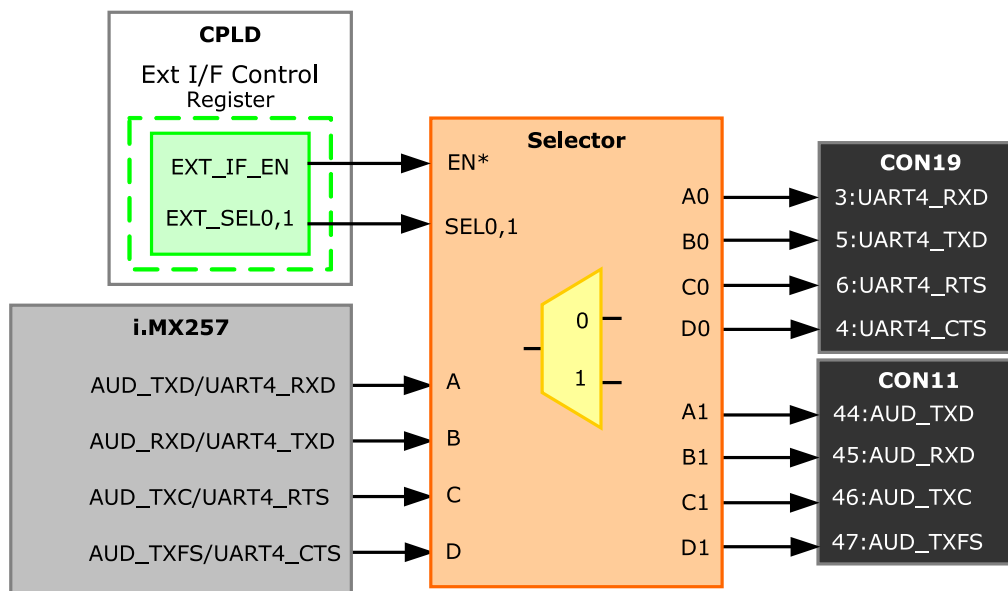 CPLD
Ext I/F Control
Register
EXT_IF_EN
EXT_SEL0,1
i.MX257
AUD_TXD/UART4_RXD
AUD_RXD/UART4_TXD
AUD_TXC/UART4_RTS
AUD_TXFS/UART4_CTS
Selector
EN*
SEL0,1
A
B
C
D
0
1
A0
B0
C0
D0
A1
B1
C1
D1
CON19
3:UART4_RXD
5:UART4_TXD
6:UART4_RTS
4:UART4_CTS
CON11
44:AUD_TXD
45:AUD_RXD
46:AUD_TXC
47:AUD_TXFS